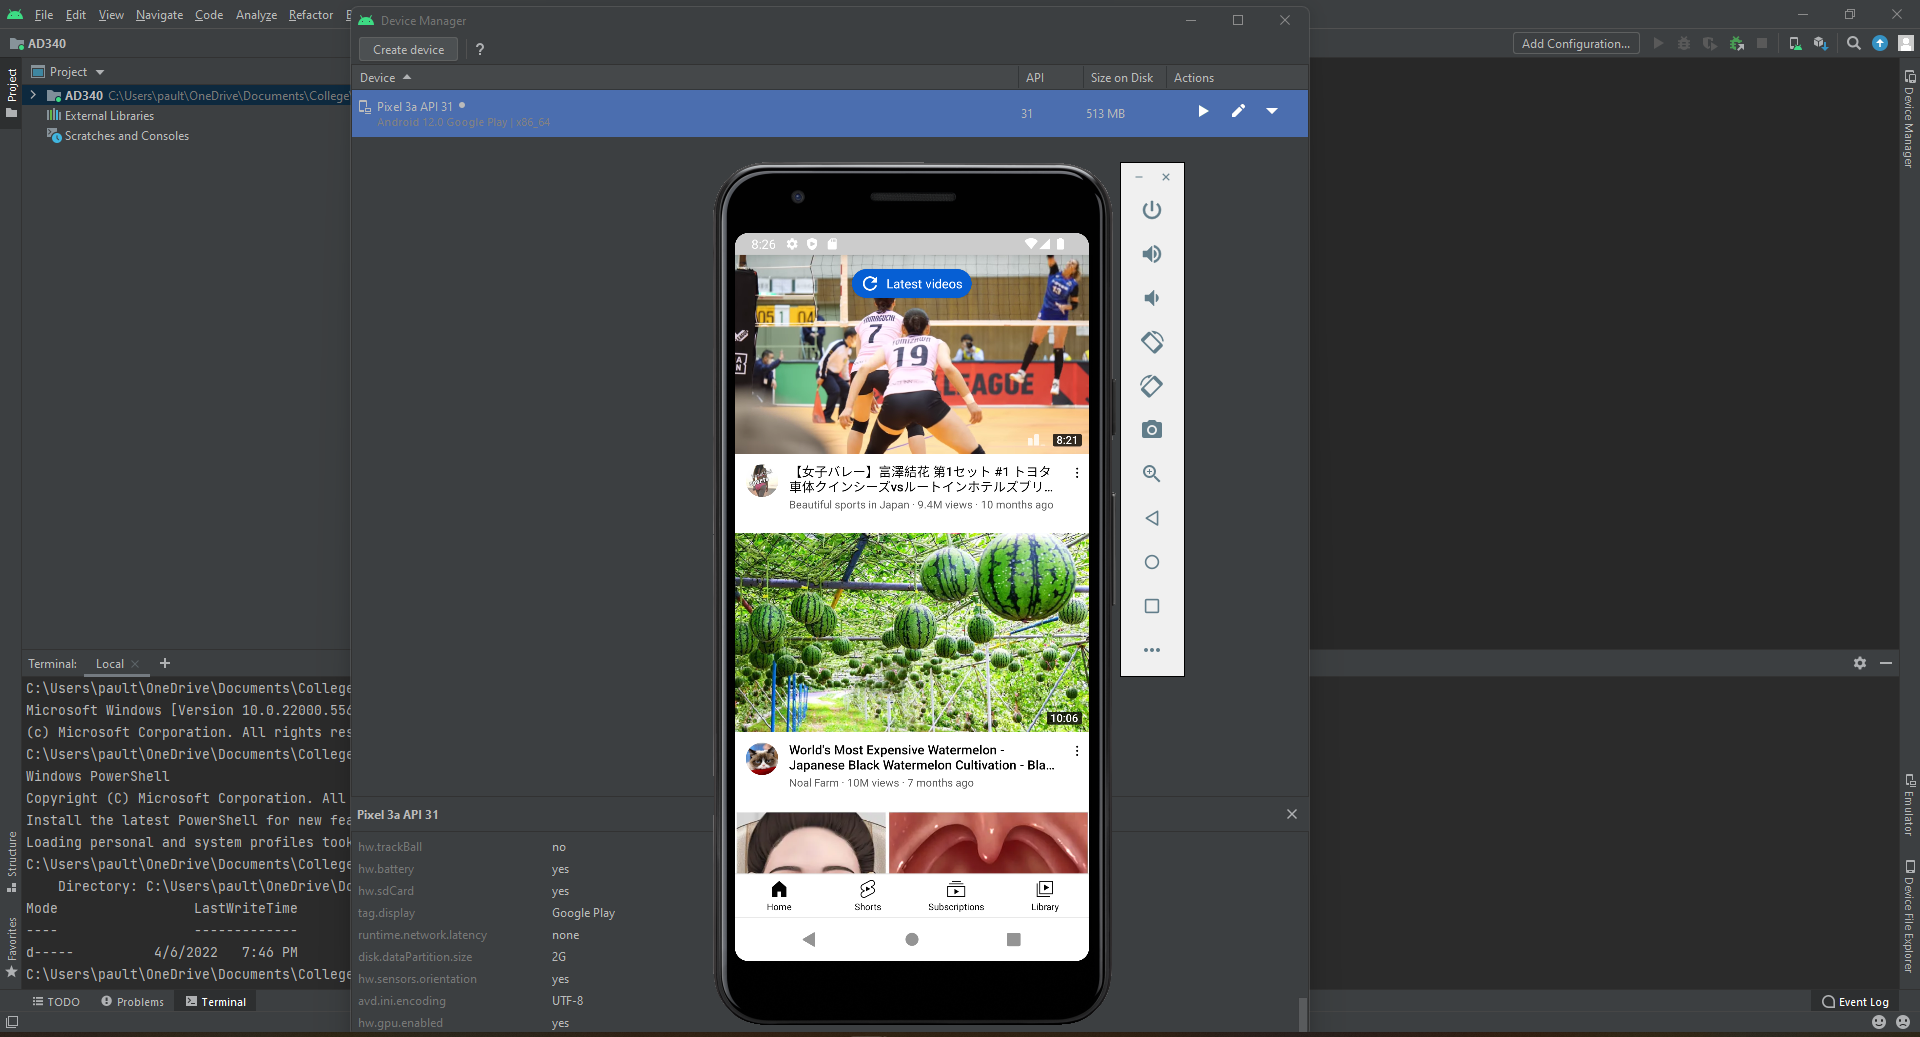 File Edit View Navigate Code Analyze Refactor
Device Manager
AD340
Create device ?
Add Configuration...
Project
Device API Size on Disk Actions
AD340 C:\Users\pault\OneDrive\Documents\College
External Libraries
Scratches and Consoles
Pixel 3a API 31
Android 12.0 Google Play | x86_64
31 513 MB
Project
Device Manager
8:26
Latest videos
13
051 04
YAMAGUCHI
7
TOMIZAWA
19
LEAGUE
8:21
【女子バレー】富澤結花 第1セット #1 トヨタ
車体クインシーズvsルートインホテルズブリ...
Beautiful sports in Japan · 9.4M views · 10 months ago
10:06
World's Most Expensive Watermelon -
Japanese Black Watermelon Cultivation - Bla...
Noal Farm · 10M views · 7 months ago
Home Shorts Subscriptions Library
Terminal: Local
C:\Users\pault\OneDrive\Documents\College
Microsoft Windows [Version 10.0.22000.556
(c) Microsoft Corporation. All rights res
C:\Users\pault\OneDrive\Documents\College
Windows PowerShell
Copyright (C) Microsoft Corporation. All
Install the latest PowerShell for new fea
Loading personal and system profiles took
C:\Users\pault\OneDrive\Documents\College
Directory: C:\Users\pault\OneDrive\Do
Mode LastWriteTime
---- -------------
d----- 4/6/2022 7:46 PM
C:\Users\pault\OneDrive\Documents\College
Pixel 3a API 31
hw.trackBall no
hw.battery yes
hw.sdCard yes
tag.display Google Play
runtime.network.latency none
disk.dataPartition.size 2G
hw.sensors.orientation yes
avd.ini.encoding UTF-8
hw.gpu.enabled yes
Structure
Favorites
Emulator
Device File Explorer
TODO Problems Terminal
Event Log